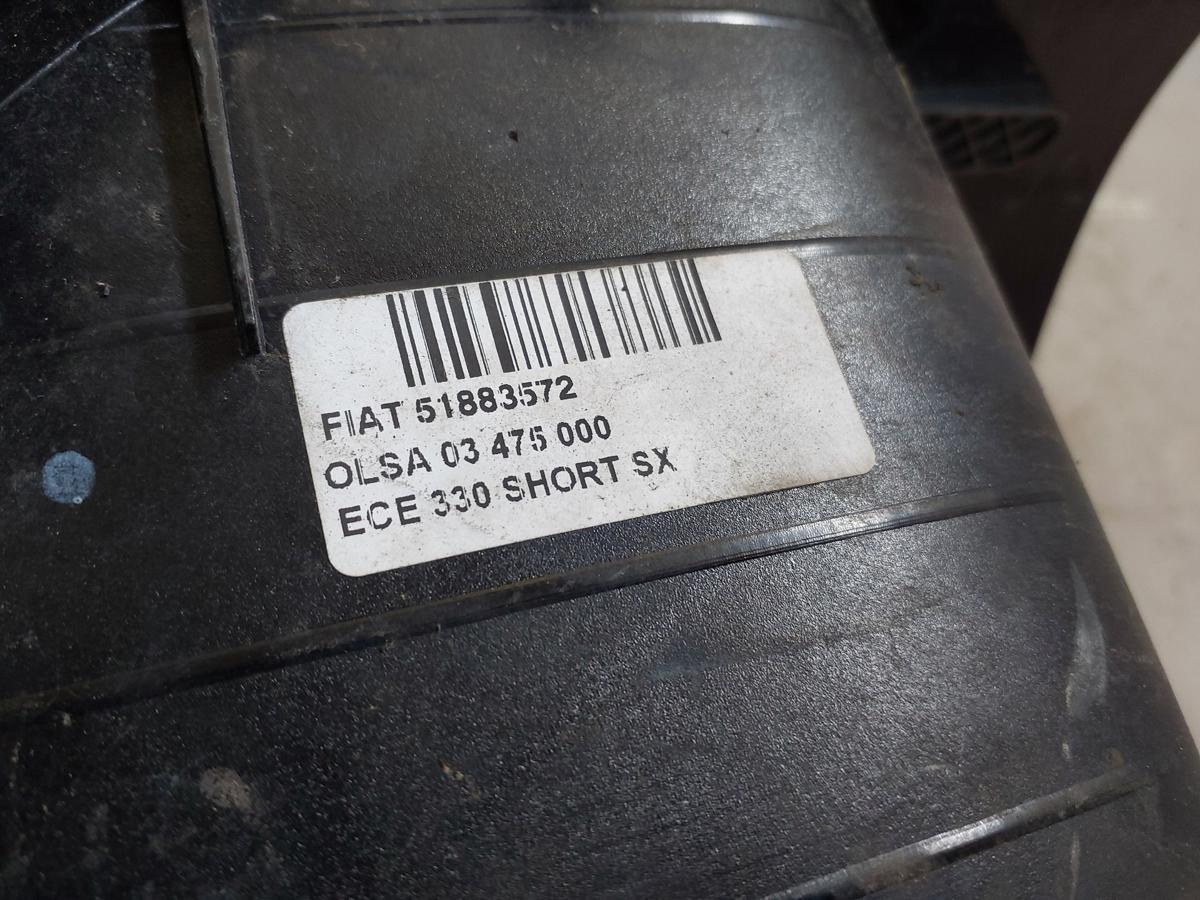 FIAT 51883572
OLSA 03 475 000
ECE 330 SHORT SX